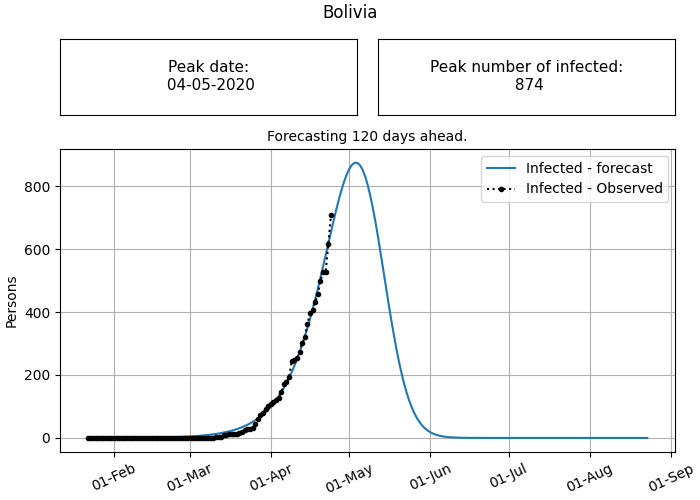 Bolivia
Peak date:
04-05-2020
Peak number of infected:
874
Forecasting 120 days ahead.
Infected - forecast
Infected - Observed
Persons
800
600
400
200
0
01-Feb
01-Mar
01-Apr
01-May
01-Jun
01-Jul
01-Aug
01-Sep